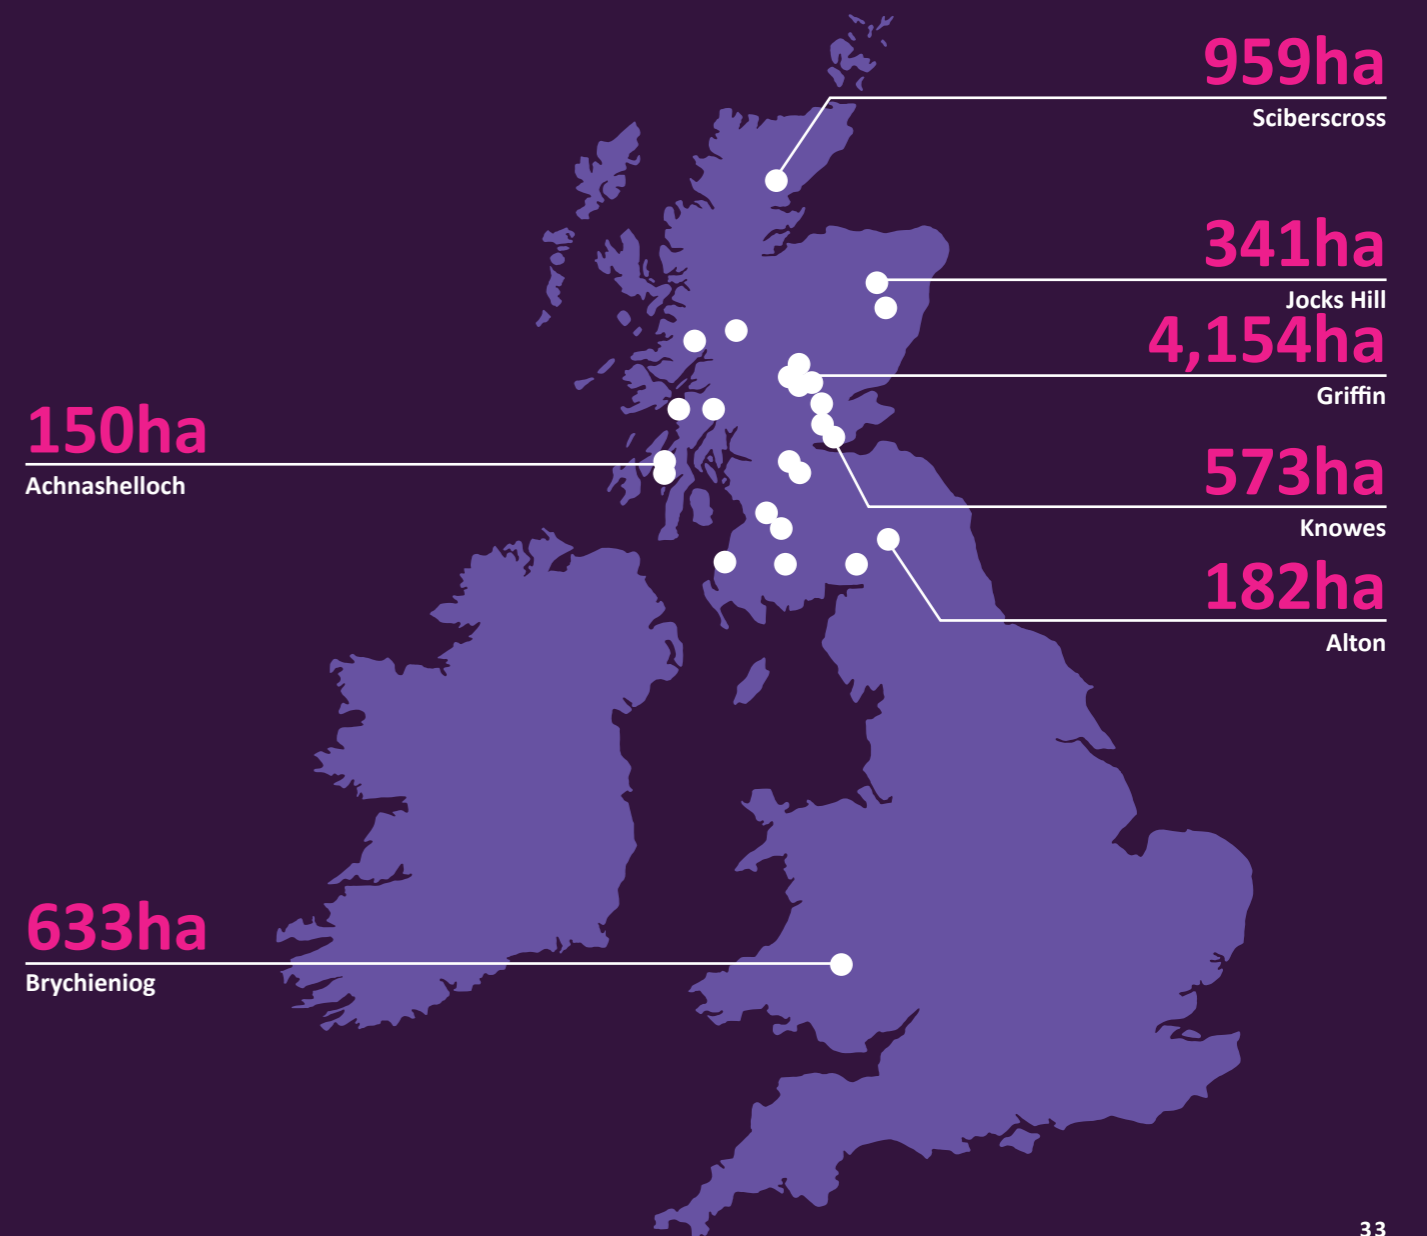 959ha
Sciberscross
341ha
Jocks Hill
4,154ha
Griffin
150ha
Achnashelloch
573ha
Knowes
182ha
Alton
633ha
Brychieniog
33